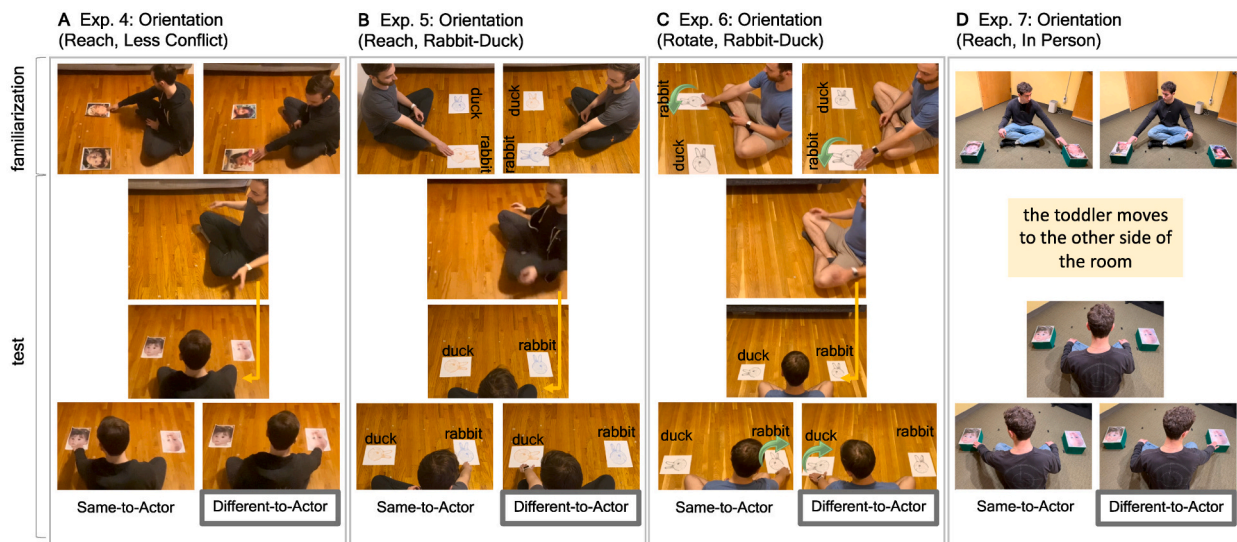 A Exp. 4: Orientation
(Reach, Less Conflict)
B Exp. 5: Orientation
(Reach, Rabbit-Duck)
C Exp. 6: Orientation
(Rotate, Rabbit-Duck)
D Exp. 7: Orientation
(Reach, In Person)
familiarization
duck
rabbit
duck
rabbit
rabbit
duck
duck
rabbit
test
the toddler moves
to the other side of
the room
duck
rabbit
duck
rabbit
duck
rabbit
duck
rabbit
duck
rabbit
duck
rabbit
Same-to-Actor
Different-to-Actor
Same-to-Actor
Different-to-Actor
Same-to-Actor
Different-to-Actor
Same-to-Actor
Different-to-Actor